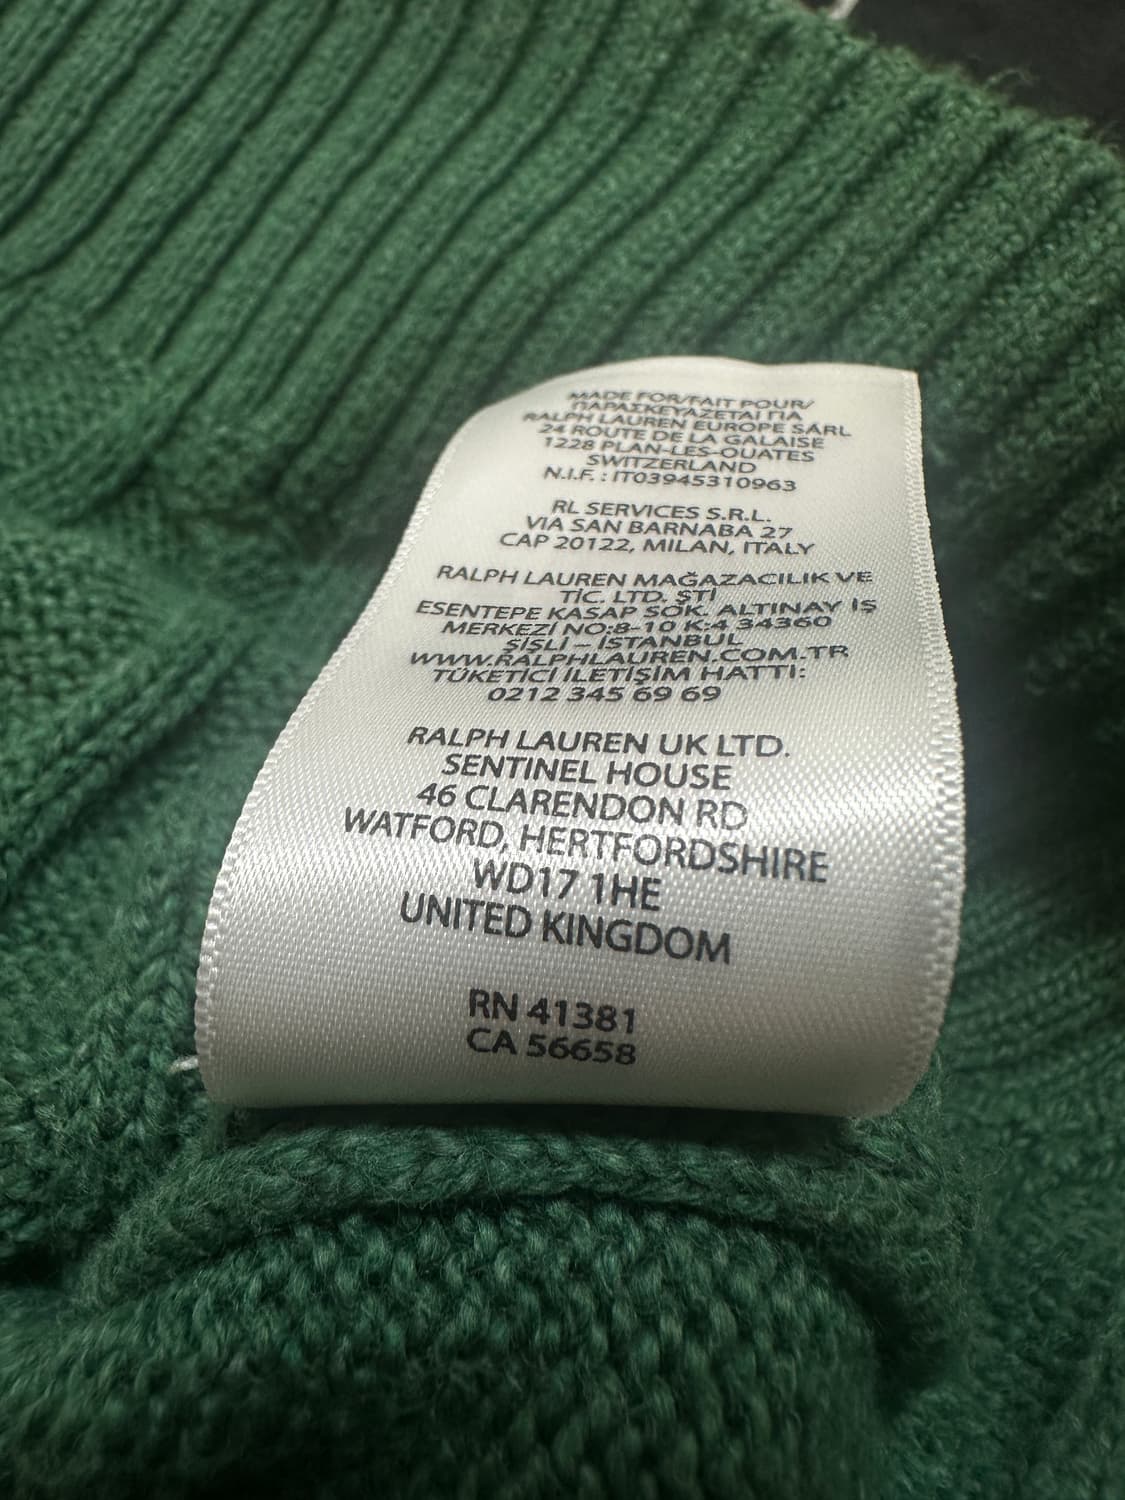 MADE FOR/FAIT POUR/
ΠΑΡΑΣΚΕΥΑΖΕΤΑΙ ΓΙΑ
RALPH LAUREN EUROPE SÀRL
24 ROUTE DE LA GALAISE
1228 PLAN-LES-OUATES
SWITZERLAND
N.I.F. : IT03945310963
RL SERVICES S.R.L.
VIA SAN BARNABA 27
CAP 20122, MILAN, ITALY
RALPH LAUREN MAĞAZACILIK VE
TİC. LTD. ŞTİ
ESENTEPE KASAP SOK. ALTINAY İŞ
MERKEZİ NO:8-10 K:4 34360
ŞİŞLİ – İSTANBUL
WWW.RALPHLAUREN.COM.TR
TÜKETİCİ İLETİŞİM HATTI:
0212 345 69 69
RALPH LAUREN UK LTD.
SENTINEL HOUSE
46 CLARENDON RD
WATFORD, HERTFORDSHIRE
WD17 1HE
UNITED KINGDOM
RN 41381
CA 56658